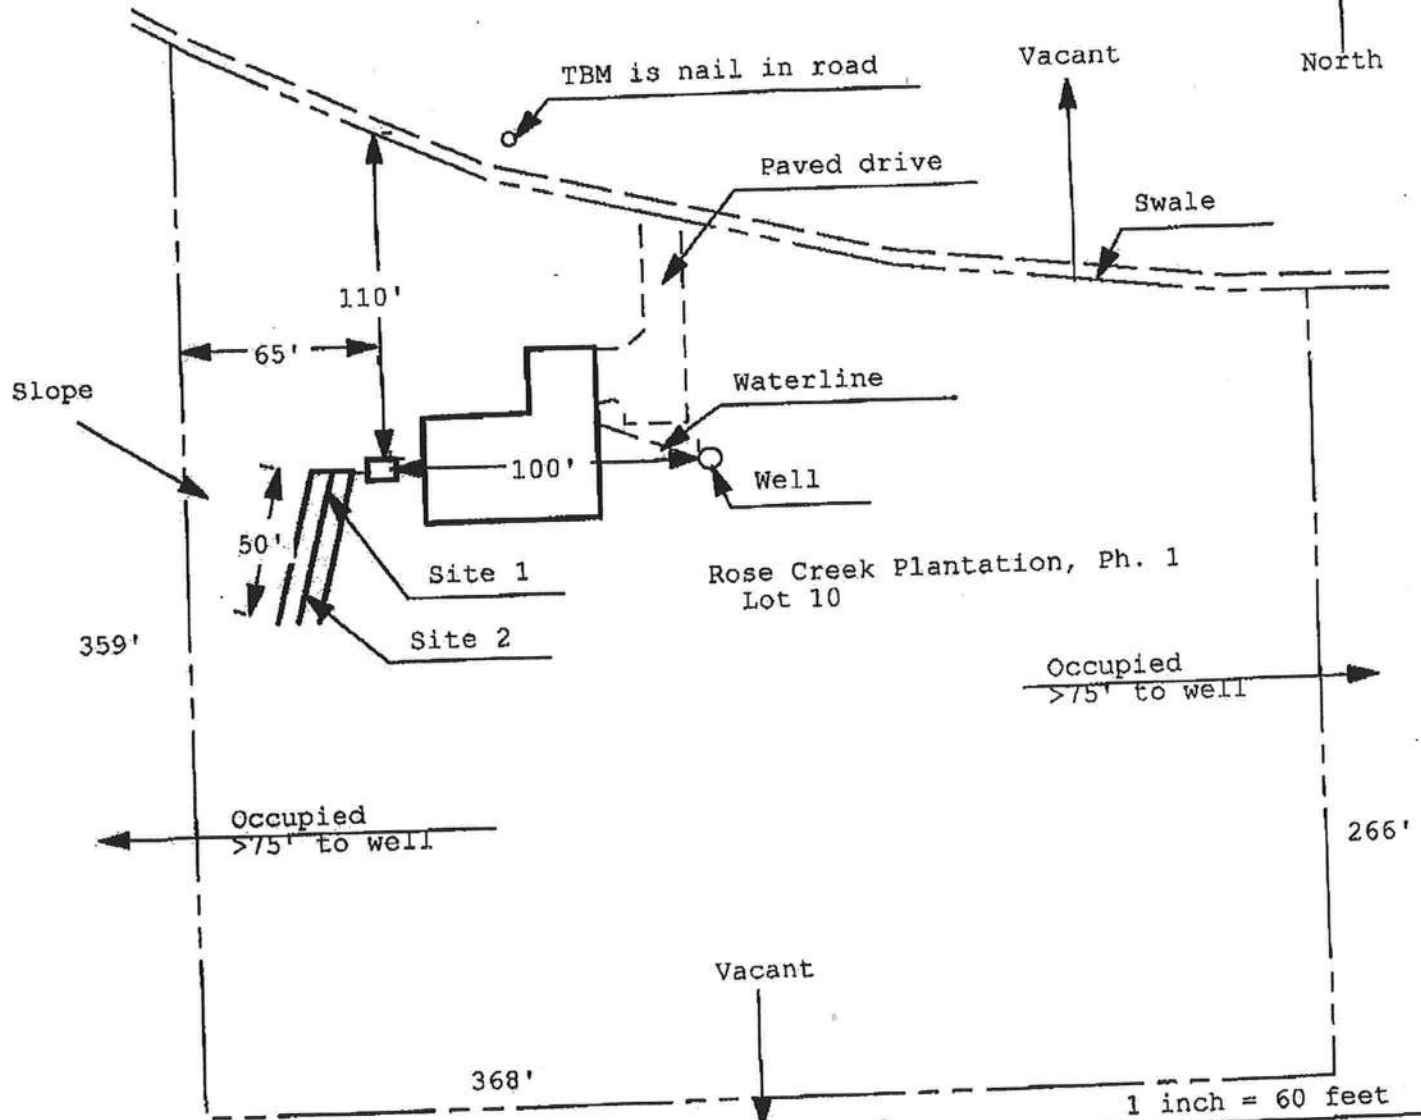 TBM is nail in road
Vacant
North
Paved drive
Swale
110'
65'
Slope
Waterline
100'
Well
50'
Site 1
Rose Creek Plantation, Ph. 1
Lot 10
Site 2
359'
Occupied
>75' to well
Occupied
>75' to well
266'
Vacant
368'
1 inch = 60 feet